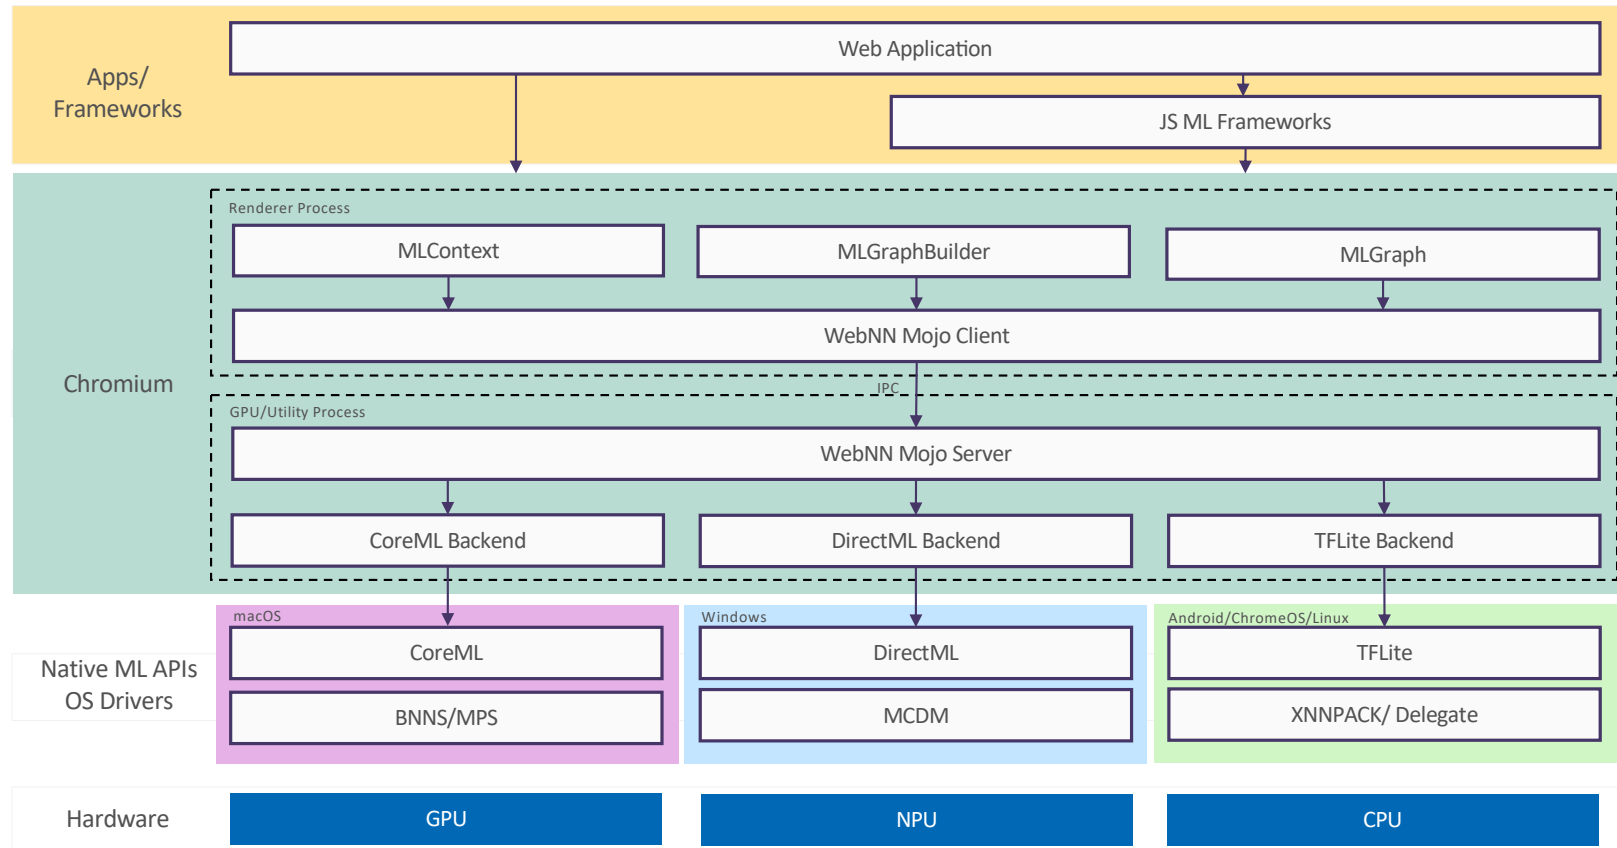 Web Application
Apps/
Frameworks
JS ML Frameworks
Renderer Process
MLContext
MLGraphBuilder
MLGraph
WebNN Mojo Client
Chromium
IPC
GPU/Utility Process
WebNN Mojo Server
CoreML Backend
DirectML Backend
TFLite Backend
macOS
Windows
Android/ChromeOS/Linux
CoreML
DirectML
TFLite
Native ML APIs
OS Drivers
BNNS/MPS
MCDM
XNNPACK/ Delegate
Hardware
GPU
NPU
CPU